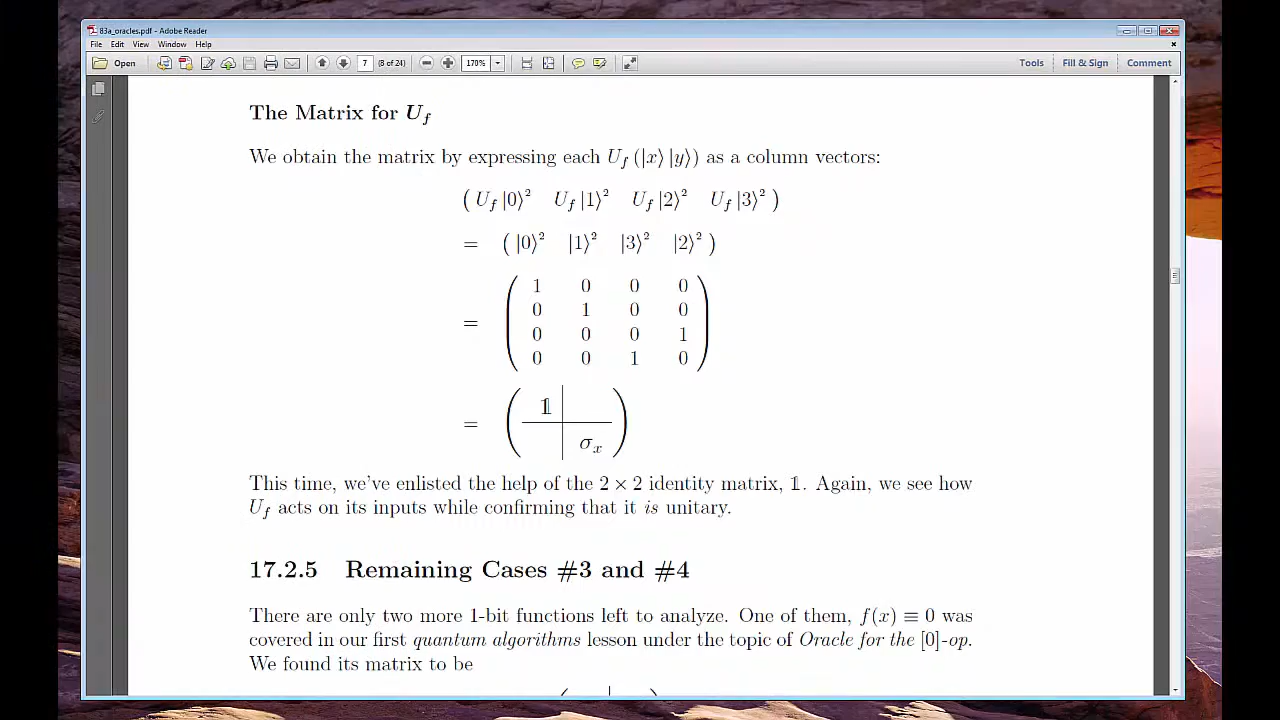 83a_oracles.pdf - Adobe Reader
File Edit View Window Help
Open 7 (8 of 24) 170% Tools Fill & Sign Comment
The Matrix for U_f
We obtain the matrix by expressing each U_f (|x⟩ |y⟩) as a column vectors:
( U_f |0⟩² U_f |1⟩² U_f |2⟩² U_f |3⟩² )
= ( |0⟩² |1⟩² |3⟩² |2⟩² )
1 0 0 0
0 1 0 0
=
0 0 0 1
0 0 1 0
𝟙
=
σ_x
This time, we've enlisted the help of the 2 × 2 identity matrix, 𝟙. Again, we see how
U_f acts on its inputs while confirming that it is unitary.
17.2.5 Remaining Cases #3 and #4
There are only two more 1-bit functions left to analyze. One of them, f(x) ≡ 0 was
covered in our first quantum algorithms lesson under the topic of Oracle for the [0]-op.
We found its matrix to be